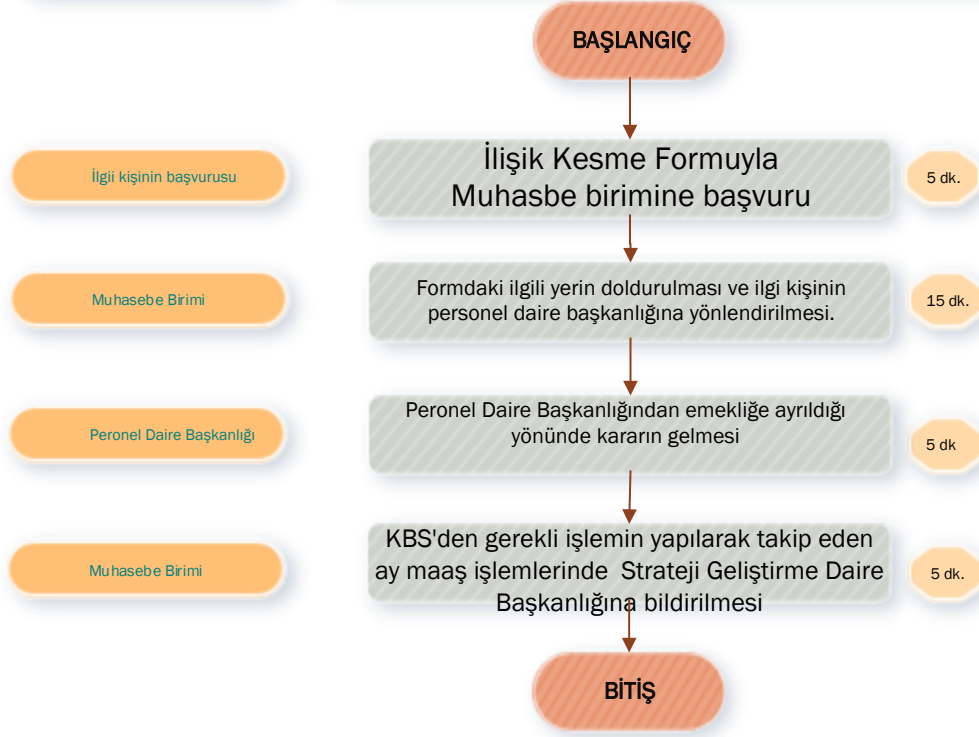 BAŞLANGIÇ
İlgii kişinin başvurusu
İlişik Kesme Formuyla
Muhasbe birimine başvuru
5 dk.
Muhasebe Birimi
Formdaki ilgili yerin doldurulması ve ilgi kişinin
personel daire başkanlığına yönlendirilmesi.
15 dk.
Peronel Daire Başkanlığı
Peronel Daire Başkanlığından emekliğe ayrıldığı
yönünde kararın gelmesi
5 dk
Muhasebe Birimi
KBS'den gerekli işlemin yapılarak takip eden
ay maaş işlemlerinde Strateji Geliştirme Daire
Başkanlığına bildirilmesi
5 dk.
BİTİŞ